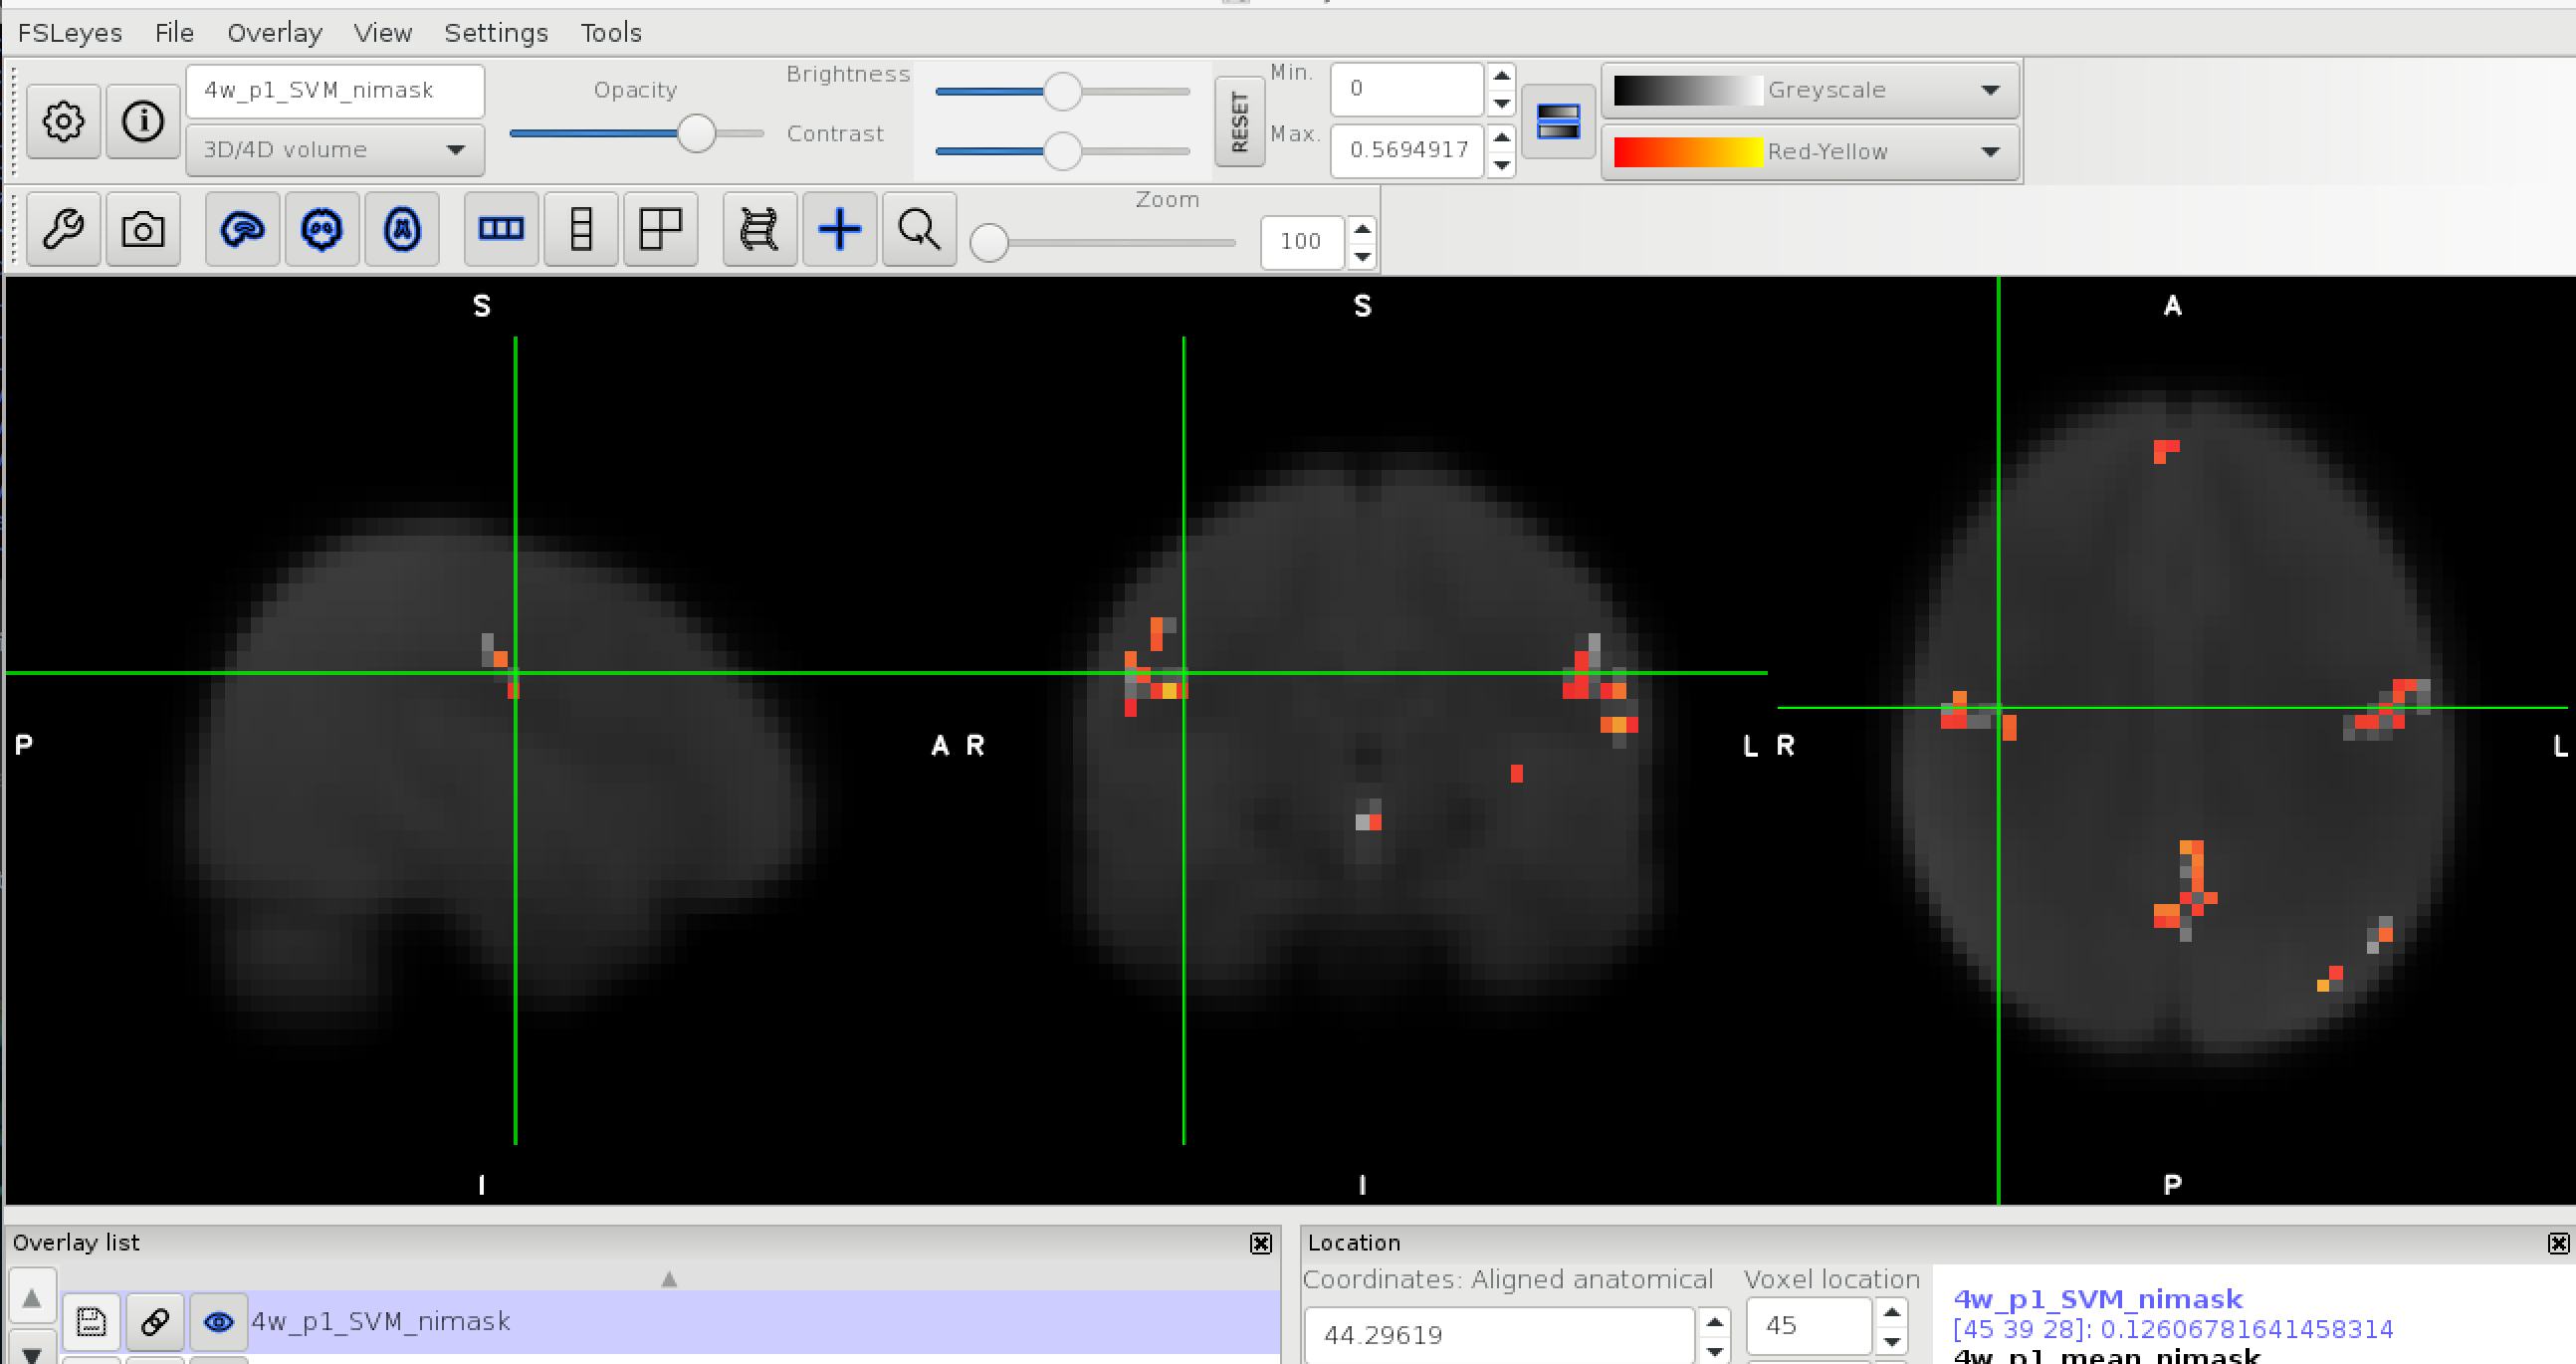 FSLeyes File Overlay View Settings Tools
4w_p1_SVM_nimask
3D/4D volume
Opacity
Brightness
Contrast
RESET
Min.
0
Max.
0.5694917
Greyscale
Red-Yellow
Zoom
100
S S A
P A R L R L
I I P
Overlay list
4w_p1_SVM_nimask
Location
Coordinates: Aligned anatomical Voxel location
44.29619 45
4w_p1_SVM_nimask
[45 39 28]: 0.12606781641458314
4w_p1_mean_nimask